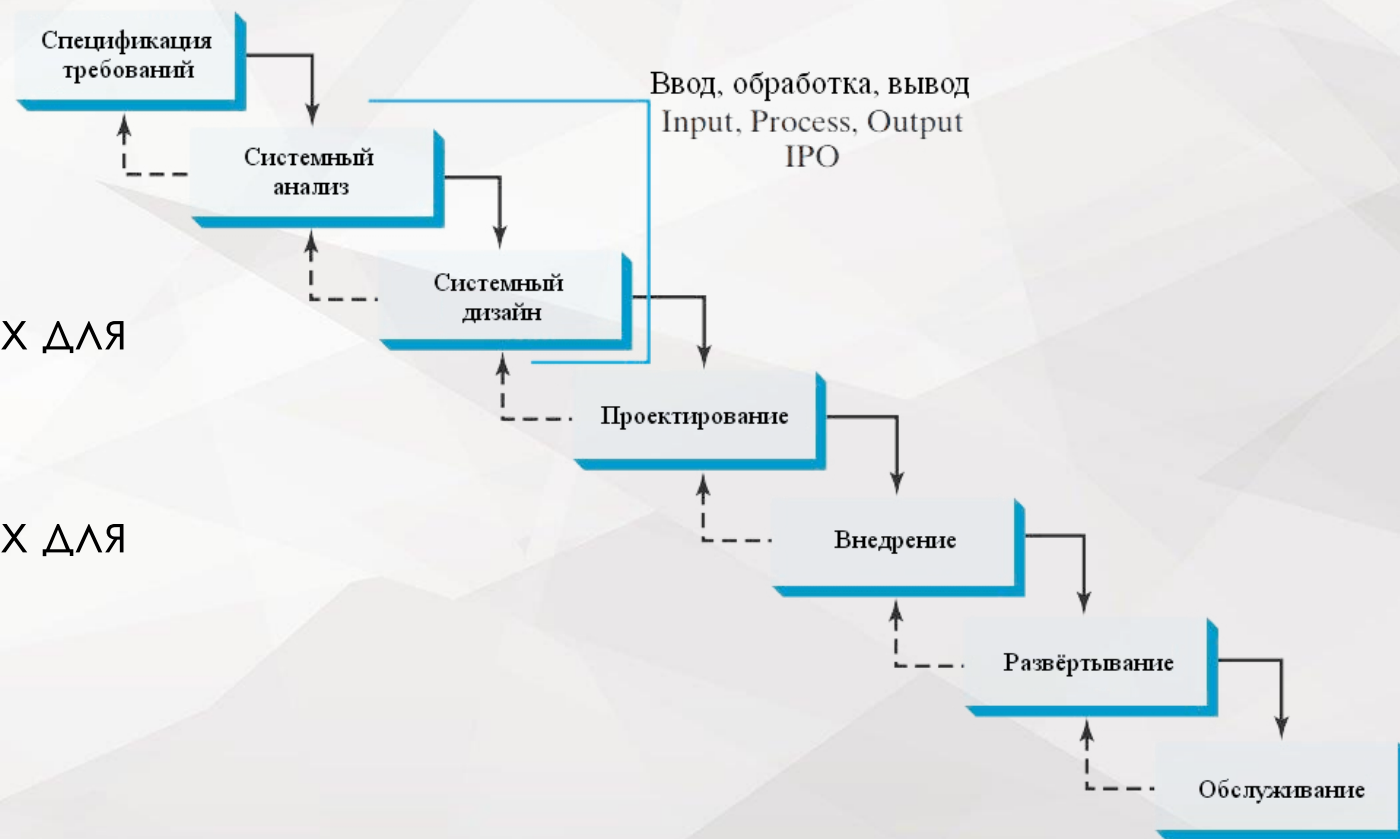 Спецификация
требований
Ввод, обработка, вывод
Input, Process, Output
IPO
Системный
анализ
Системный
дизайн
Х ДЛЯ
Проектирование
Х ДЛЯ
Внедрение
Развёртывание
Обслуживание